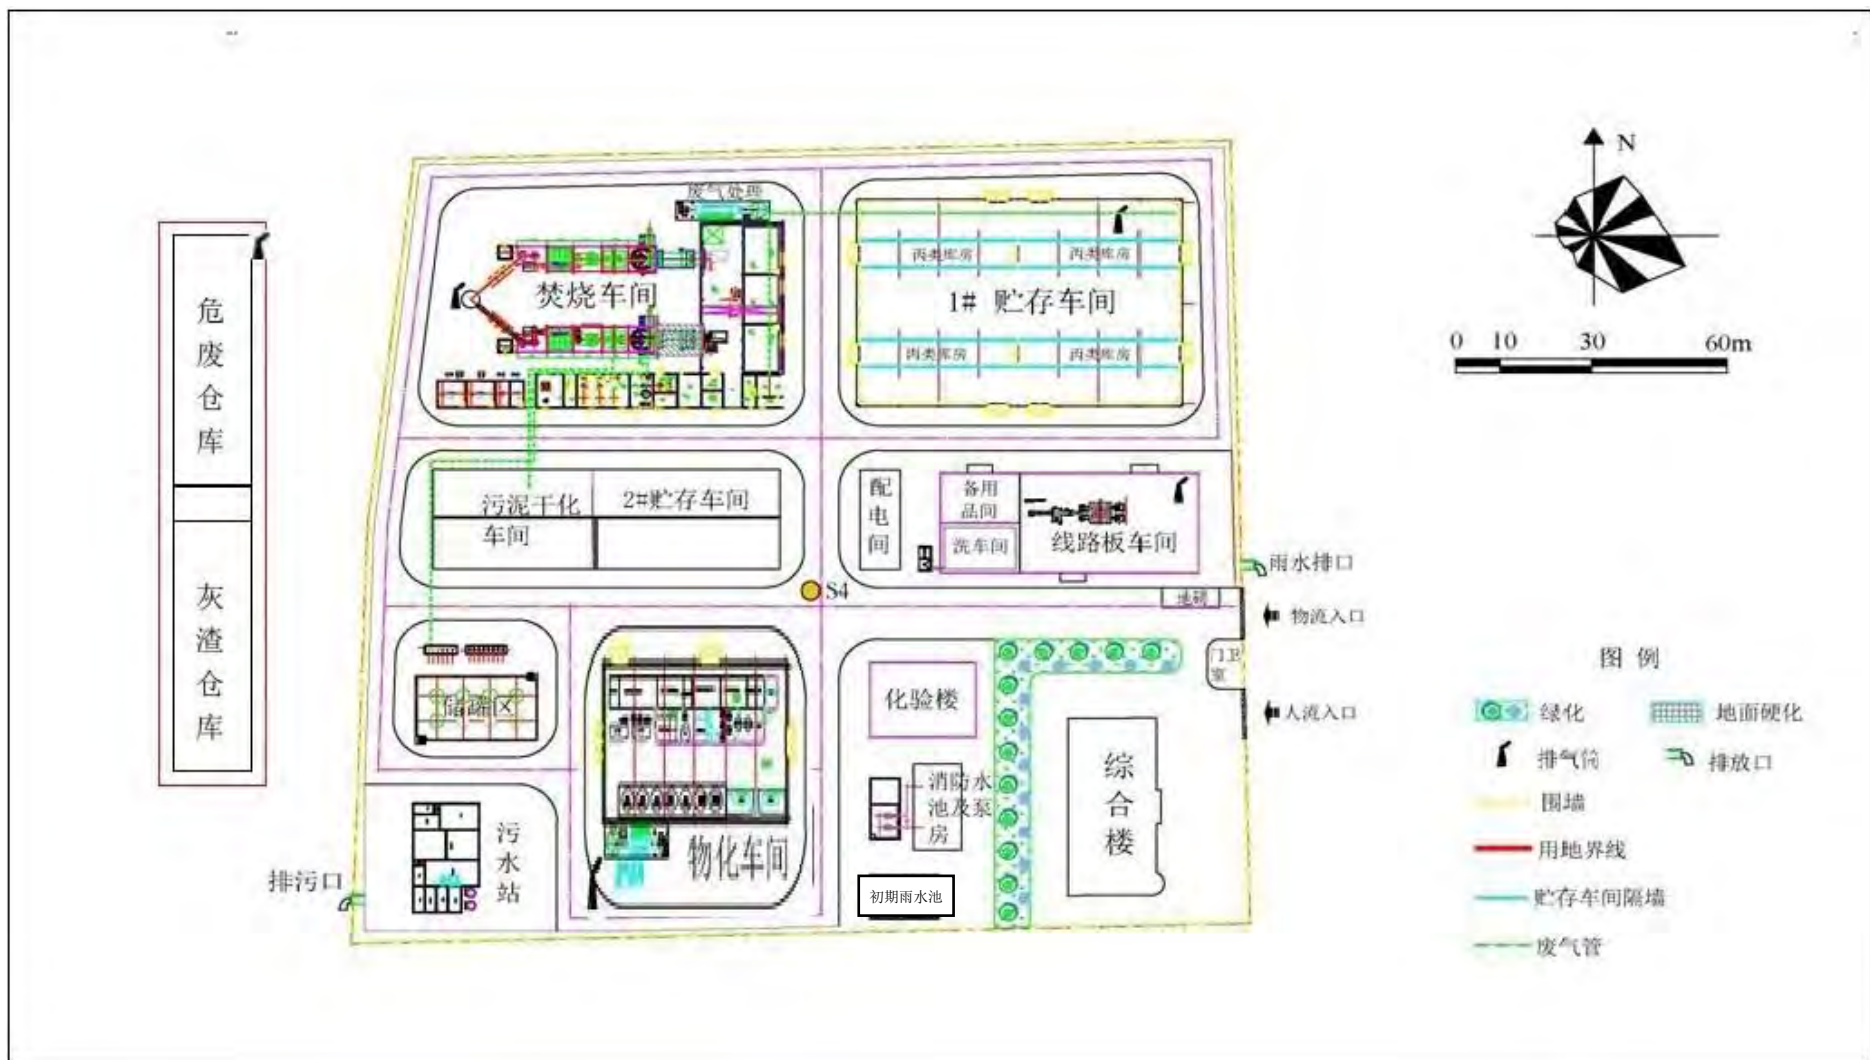 N
0 10 30 60m
废气处理
焚烧车间
丙类库房
丙类库房
1# 贮存车间
丙类库房
丙类库房
危废仓库
灰渣仓库
污泥干化
车间
2#贮存车间
配电间
备用
品间
洗车间
线路板车间
雨水排口
S4
地磅
物流入口
门卫
室
人流入口
储罐区
化验楼
消防水
池及泵
房
综合楼
物化车间
污水站
排污口
初期雨水池
图 例
绿化
地面硬化
排气筒
排放口
围墙
用地界线
贮存车间隔墙
废气管